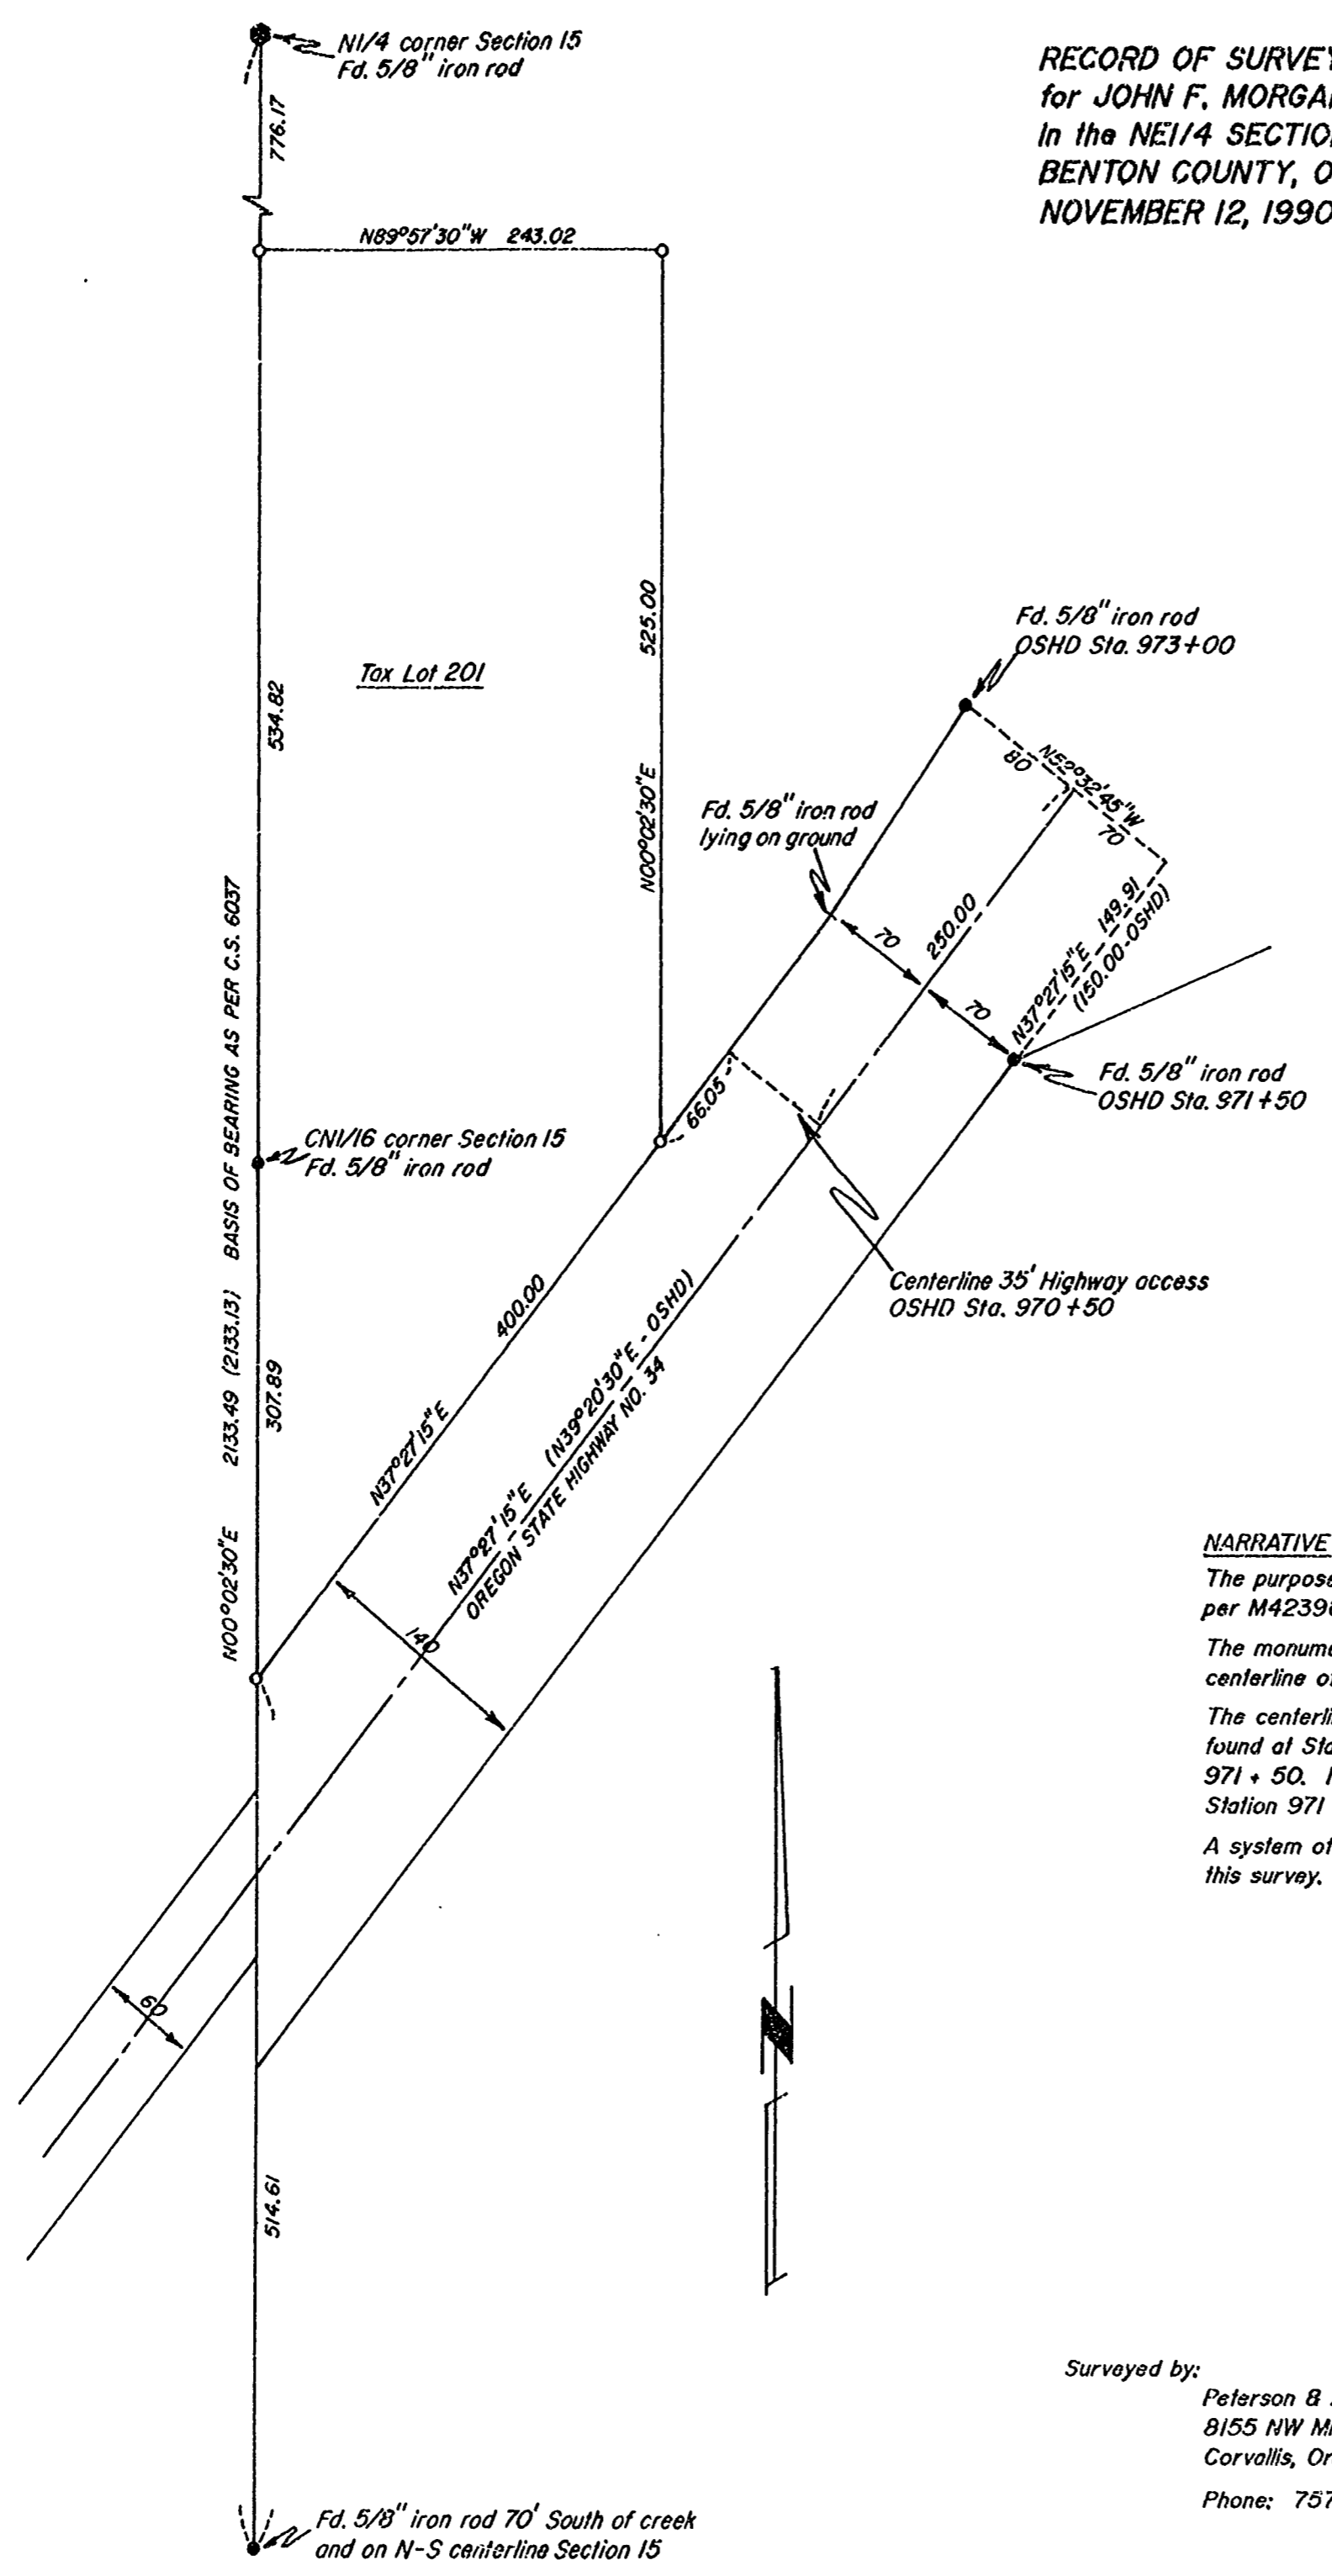 N1/4 corner Section 15
Fd. 5/8" iron rod
776.17
RECORD OF SURVEY
for JOHN F.
In the NE1/4
BENTON COUNTY,
NOVEMBER 12, 1990
N89°57'30"W 243.02
534.82
Tax Lot 201
525.00
N00°02'30"E
Fd. 5/8" iron rod
OSHD Sta. 973+00
80
N52°32'45"W
70
Fd. 5/8" iron rod
lying on ground
70
250.00
70
N37°27'15"E 149.91
(150.00-OSHD)
Fd. 5/8" iron rod
OSHD Sta. 971+50
66.05
CN1/16 corner Section 15
Fd. 5/8" iron rod
N00°02'30"E 2133.49 (2133.13) BASIS OF BEARING AS PER C.S. 6037
307.89
Centerline 35' Highway access
OSHD Sta. 970+50
N37°27'15"E
400.00
N37°27'15"E (N39°20'30"E - OSHD)
OREGON STATE HIGHWAY NO. 34
140
NARRATIVE
The purpose
per
The
centerline
The
found at
971 + 50.
Station 971
A system of
this survey.
60
N
514.61
Surveyed by:
Peterson &
8155 NW
Corvallis,
Phone: 757
Fd. 5/8" iron rod 70' South of creek
and on N-S centerline Section 15